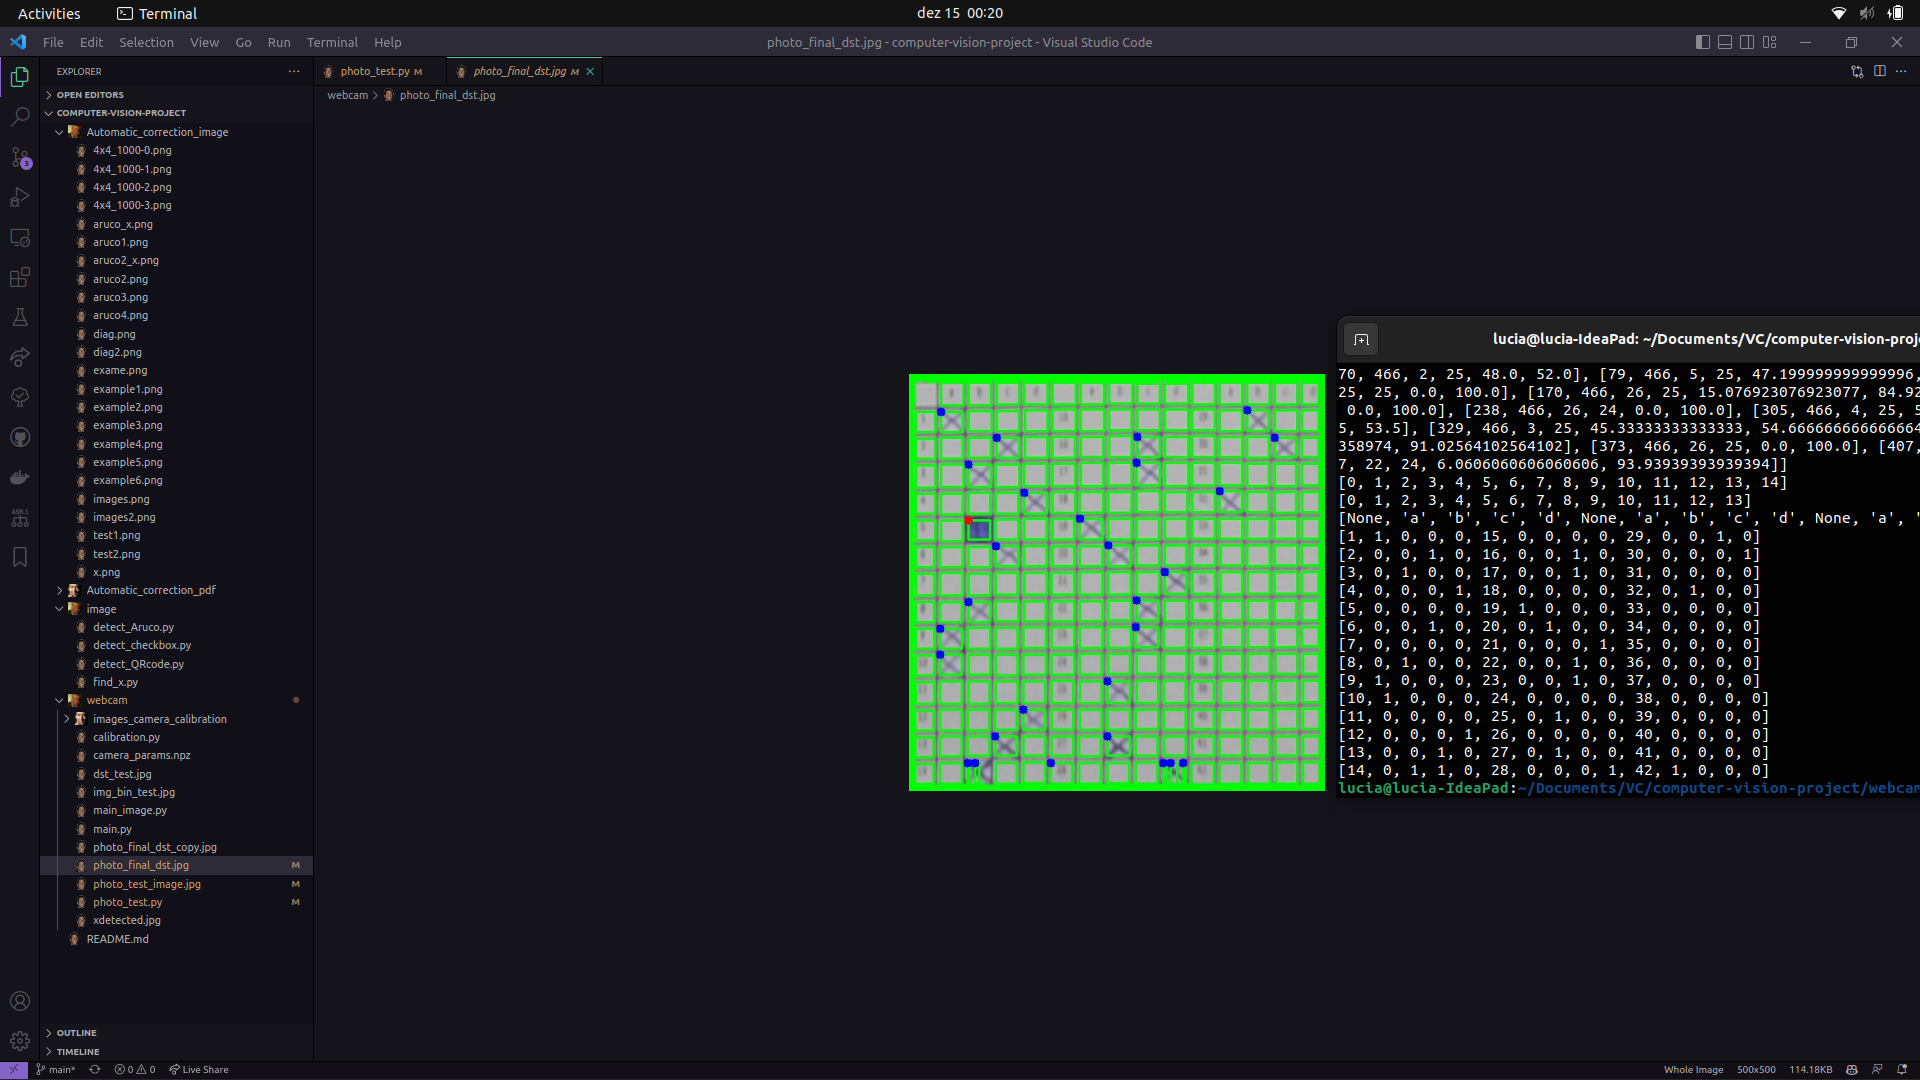 Activities Terminal dez 15 00:20
File Edit Selection View Go Run Terminal Help photo_final_dst.jpg - computer-vision-project - Visual Studio Code
EXPLORER
OPEN EDITORS
COMPUTER-VISION-PROJECT
Automatic_correction_image
4x4_1000-0.png
4x4_1000-1.png
4x4_1000-2.png
4x4_1000-3.png
aruco_x.png
aruco1.png
aruco2_x.png
aruco2.png
aruco3.png
aruco4.png
diag.png
diag2.png
exame.png
example1.png
example2.png
example3.png
example4.png
example5.png
example6.png
images.png
images2.png
test1.png
test2.png
x.png
Automatic_correction_pdf
image
detect_Aruco.py
detect_checkbox.py
detect_QRcode.py
find_x.py
webcam
images_camera_calibration
calibration.py
camera_params.npz
dst_test.jpg
img_bin_test.jpg
main_image.py
main.py
photo_final_dst_copy.jpg
photo_final_dst.jpg M
photo_test_image.jpg M
photo_test.py M
xdetected.jpg
README.md
OUTLINE
TIMELINE
photo_test.py M photo_final_dst.jpg M
webcam > photo_final_dst.jpg
lucia@lucia-IdeaPad: ~/Documents/VC/computer-vision-proj
70, 466, 2, 25, 48.0, 52.0], [79, 466, 5, 25, 47.199999999999996,
25, 25, 0.0, 100.0], [170, 466, 26, 25, 15.076923076923077, 84.92
0.0, 100.0], [238, 466, 26, 24, 0.0, 100.0], [305, 466, 4, 25, 5
5, 53.5], [329, 466, 3, 25, 45.33333333333333, 54.666666666666664
358974, 91.02564102564102], [373, 466, 26, 25, 0.0, 100.0], [407,
7, 22, 24, 6.0606060606060606, 93.93939393939394]]
[0, 1, 2, 3, 4, 5, 6, 7, 8, 9, 10, 11, 12, 13, 14]
[0, 1, 2, 3, 4, 5, 6, 7, 8, 9, 10, 11, 12, 13]
[None, 'a', 'b', 'c', 'd', None, 'a', 'b', 'c', 'd', None, 'a', '
[1, 1, 0, 0, 0, 15, 0, 0, 0, 0, 29, 0, 0, 1, 0]
[2, 0, 0, 1, 0, 16, 0, 0, 1, 0, 30, 0, 0, 0, 1]
[3, 0, 1, 0, 0, 17, 0, 0, 1, 0, 31, 0, 0, 0, 0]
[4, 0, 0, 0, 1, 18, 0, 0, 0, 0, 32, 0, 1, 0, 0]
[5, 0, 0, 0, 0, 19, 1, 0, 0, 0, 33, 0, 0, 0, 0]
[6, 0, 0, 1, 0, 20, 0, 1, 0, 0, 34, 0, 0, 0, 0]
[7, 0, 0, 0, 0, 21, 0, 0, 0, 1, 35, 0, 0, 0, 0]
[8, 0, 1, 0, 0, 22, 0, 0, 1, 0, 36, 0, 0, 0, 0]
[9, 1, 0, 0, 0, 23, 0, 0, 1, 0, 37, 0, 0, 0, 0]
[10, 1, 0, 0, 0, 24, 0, 0, 0, 0, 38, 0, 0, 0, 0]
[11, 0, 0, 0, 0, 25, 0, 1, 0, 0, 39, 0, 0, 0, 0]
[12, 0, 0, 0, 1, 26, 0, 0, 0, 0, 40, 0, 0, 0, 0]
[13, 0, 0, 1, 0, 27, 0, 1, 0, 0, 41, 0, 0, 0, 0]
[14, 0, 1, 1, 0, 28, 0, 0, 0, 1, 42, 1, 0, 0, 0]
lucia@lucia-IdeaPad:~/Documents/VC/computer-vision-project/webcam
main* 0 0 Live Share Whole Image 500x500 114.18KB